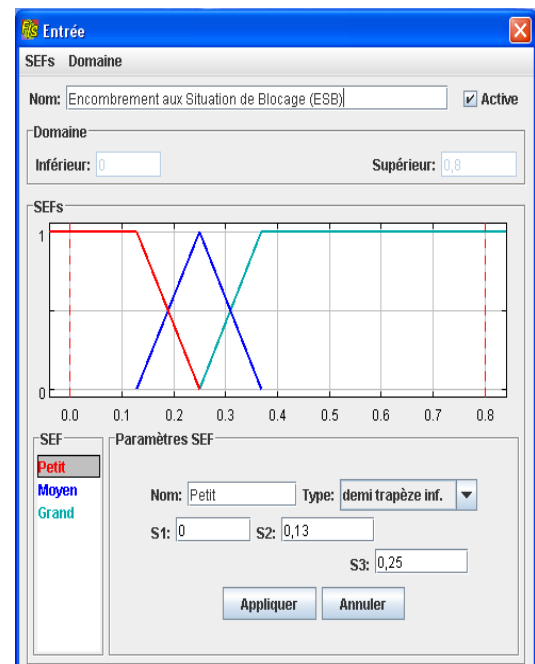 Entrée
SEFs Domaine
Nom: Encombrement aux Situation de Blocage (ESB) Active
Domaine
Inférieur: 0 Supérieur: 0,8
SEFs
1
0
0.0 0.1 0.2 0.3 0.4 0.5 0.6 0.7 0.8
SEF
Petit
Moyen
Grand
Paramètres SEF
Nom: Petit Type: demi trapèze inf.
S1: 0 S2: 0,13
S3: 0,25
Appliquer Annuler